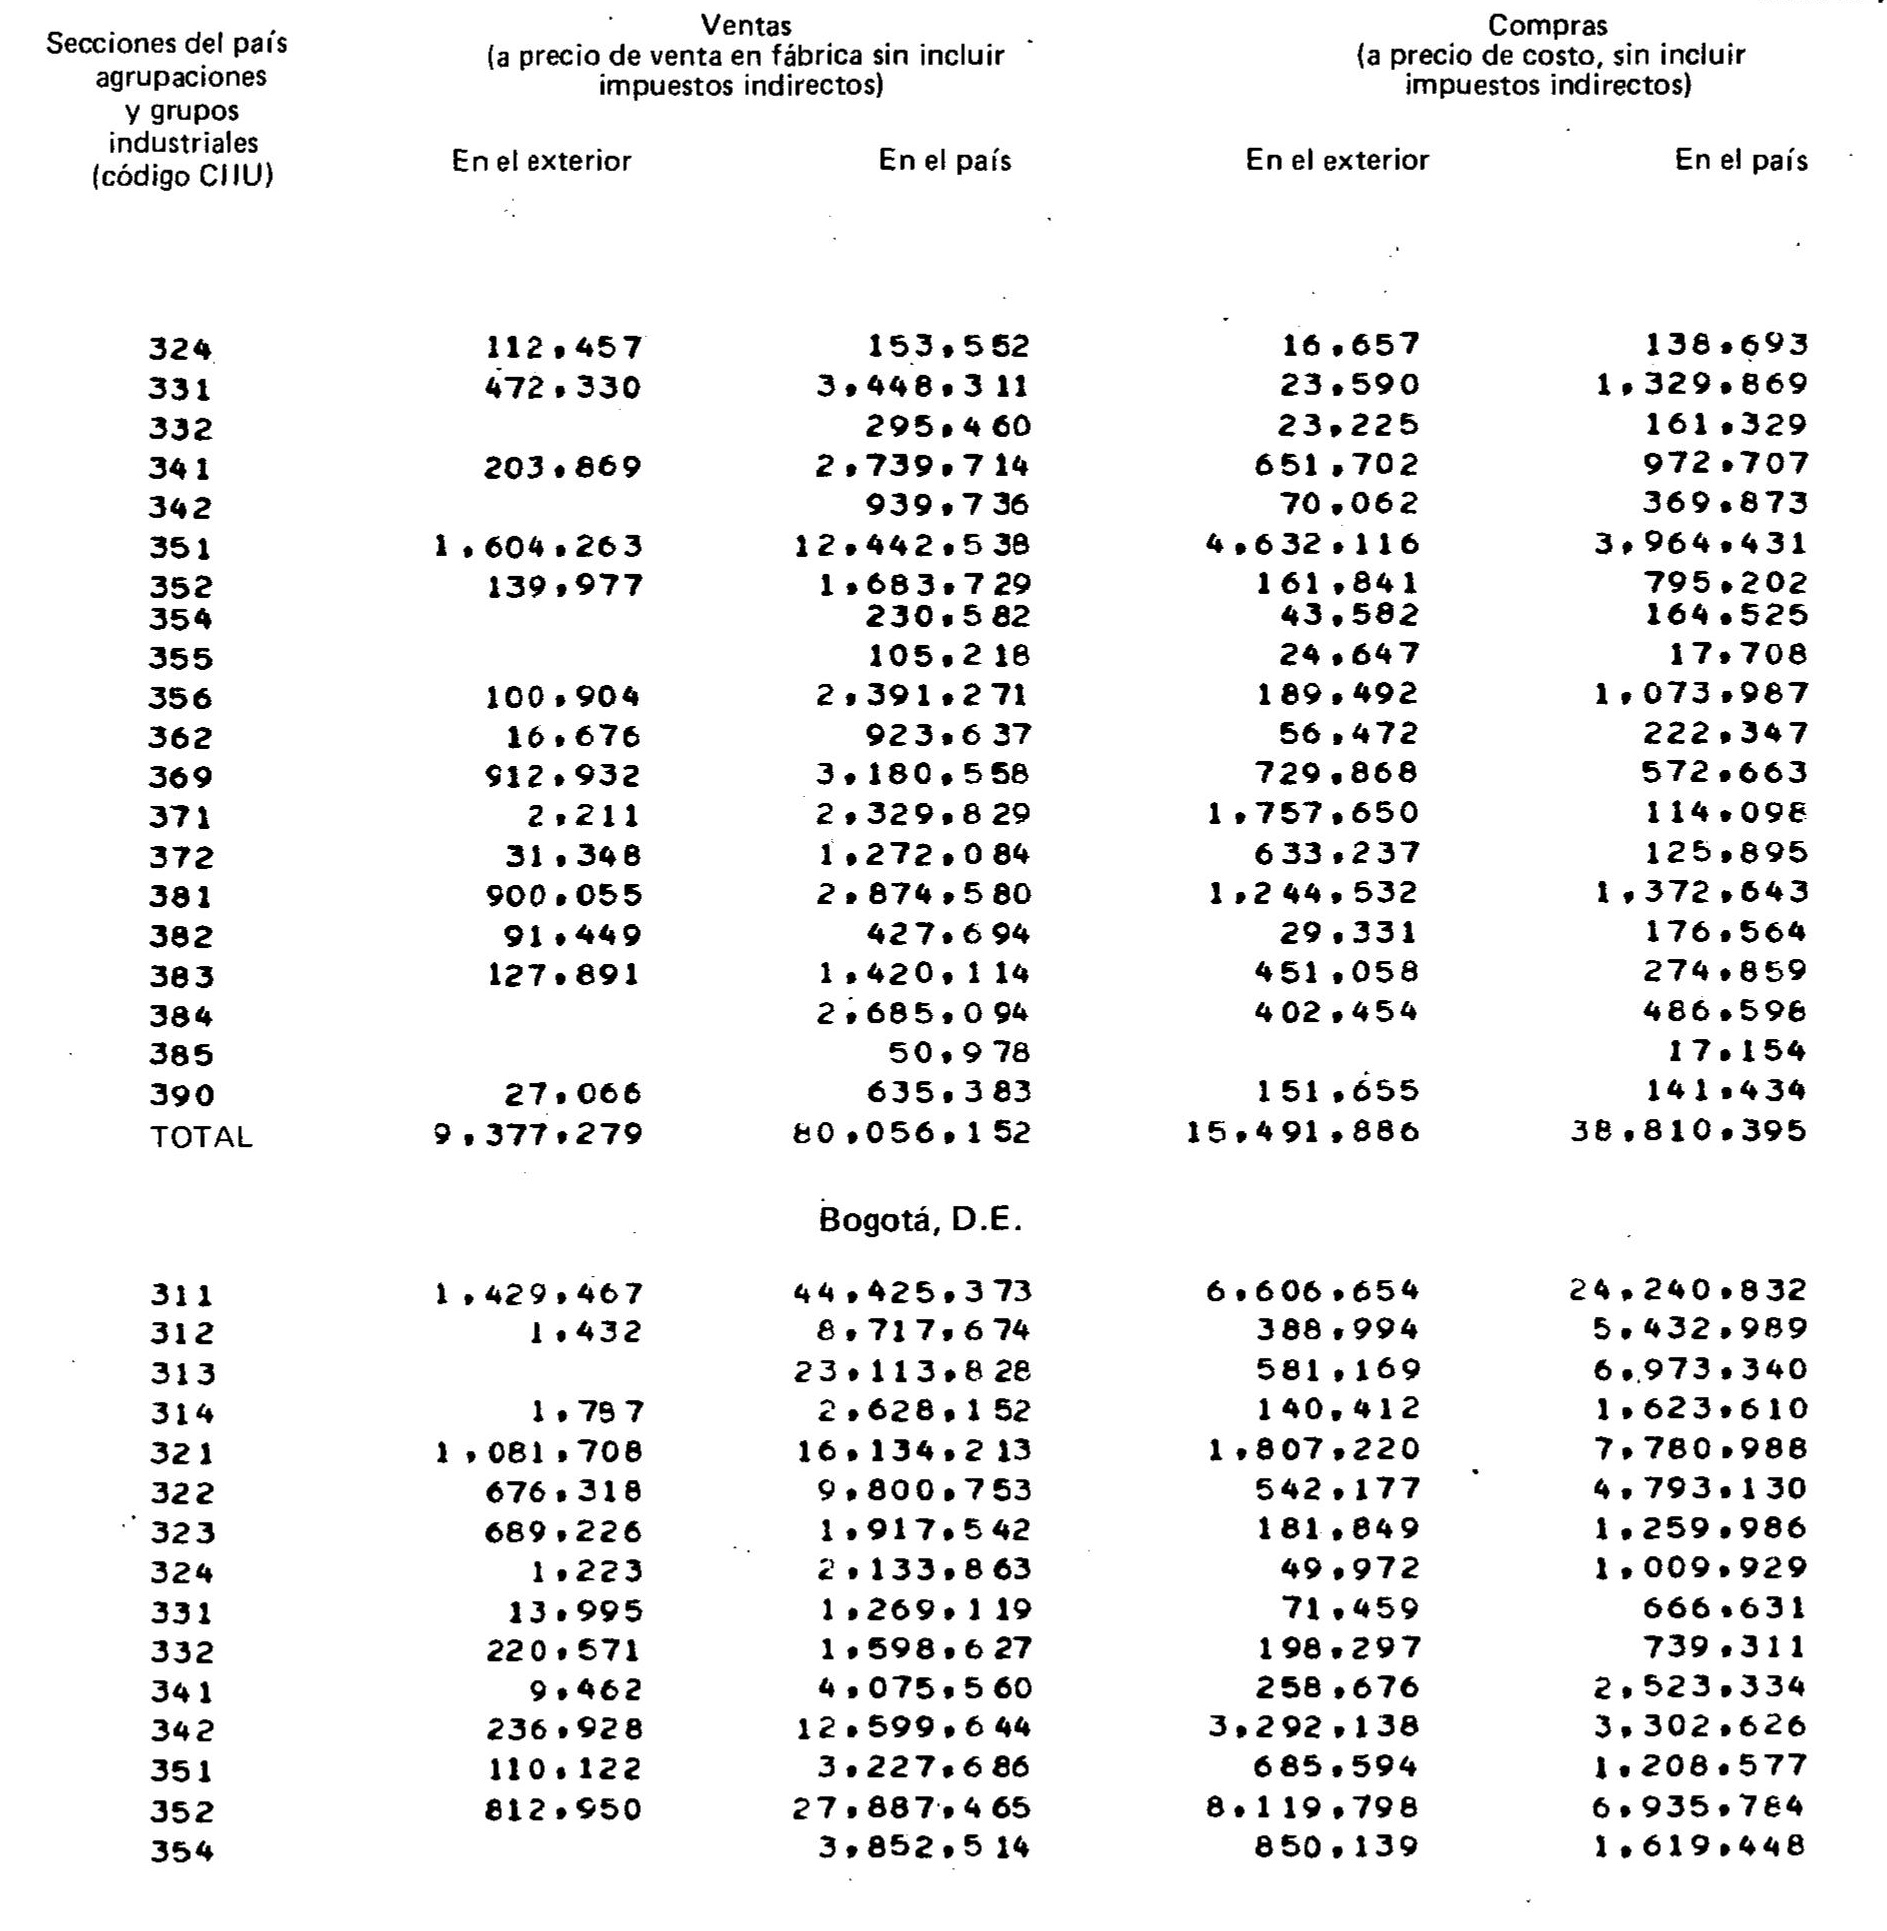 Secciones del país
agrupaciones
y grupos
industriales
(código CIIU)
Ventas
(a precio de venta en fábrica sin incluir
impuestos indirectos)
Compras
(a precio de costo, sin incluir
impuestos indirectos)
En el exterior En el país En el exterior En el país
324 112,457 153,552 16,657 138,693
331 472,330 3,448,311 23,590 1,329,869
332 295,460 23,225 161,329
341 203,869 2,739,714 651,702 972,707
342 939,736 70,062 369,873
351 1,604,263 12,442,538 4,632,116 3,964,431
352 139,977 1,683,729 161,841 795,202
354 230,582 43,582 164,525
355 105,218 24,647 17,708
356 100,904 2,391,271 189,492 1,073,987
362 16,676 923,637 56,472 222,347
369 912,932 3,180,558 729,868 572,663
371 2,211 2,329,829 1,757,650 114,098
372 31,348 1,272,084 633,237 125,895
381 900,055 2,874,580 1,244,532 1,372,643
382 91,449 427,694 29,331 176,564
383 127,891 1,420,114 451,058 274,859
384 2,685,094 402,454 486,598
385 50,978 17,154
390 27,066 635,383 151,655 141,434
TOTAL 9,377,279 80,056,152 15,491,886 38,810,395
Bogotá, D.E.
311 1,429,467 44,425,373 6,606,654 24,240,832
312 1,432 8,717,674 388,994 5,432,989
313 23,113,828 581,169 6,973,340
314 1,787 2,628,152 140,412 1,623,610
321 1,081,708 16,134,213 1,807,220 7,780,988
322 676,318 9,800,753 542,177 4,793,130
323 689,226 1,917,542 181,849 1,259,986
324 1,223 2,133,863 49,972 1,009,929
331 13,995 1,269,119 71,459 666,631
332 220,571 1,598,627 198,297 739,311
341 9,462 4,075,560 258,676 2,523,334
342 236,928 12,599,644 3,292,138 3,302,626
351 110,122 3,227,686 685,594 1,208,577
352 812,950 27,887,465 8,119,798 6,935,784
354 3,852,514 850,139 1,619,448